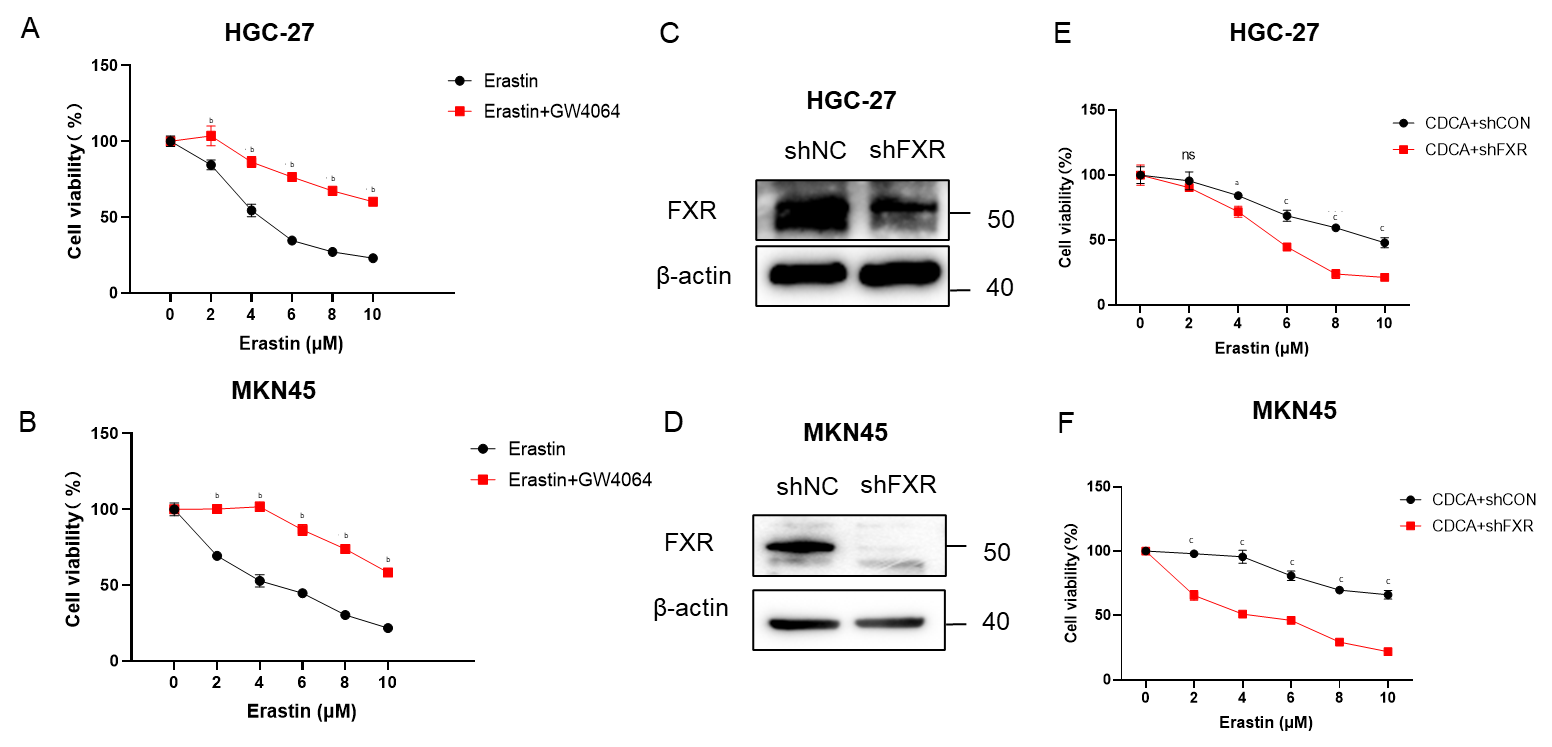 A
HGC-27
150
100
50
0
Cell viability ( %)
b
b
b
b
b
0 2 4 6 8 10
Erastin (μM)
Erastin
Erastin+GW4064
B
MKN45
150
100
50
0
Cell viability ( %)
b
b
b
b
b
0 2 4 6 8 10
Erastin (μM)
Erastin
Erastin+GW4064
C
HGC-27
shNC shFXR
FXR
50
β-actin
40
D
MKN45
shNC shFXR
FXR
50
β-actin
40
E
HGC-27
150
100
50
0
Cell viability (%)
ns
a
c
c
c
0 2 4 6 8 10
Erastin (μM)
CDCA+shCON
CDCA+shFXR
F
MKN45
150
100
50
0
Cell viability (%)
c
c
c
c
c
0 2 4 6 8 10
Erastin (μM)
CDCA+shCON
CDCA+shFXR